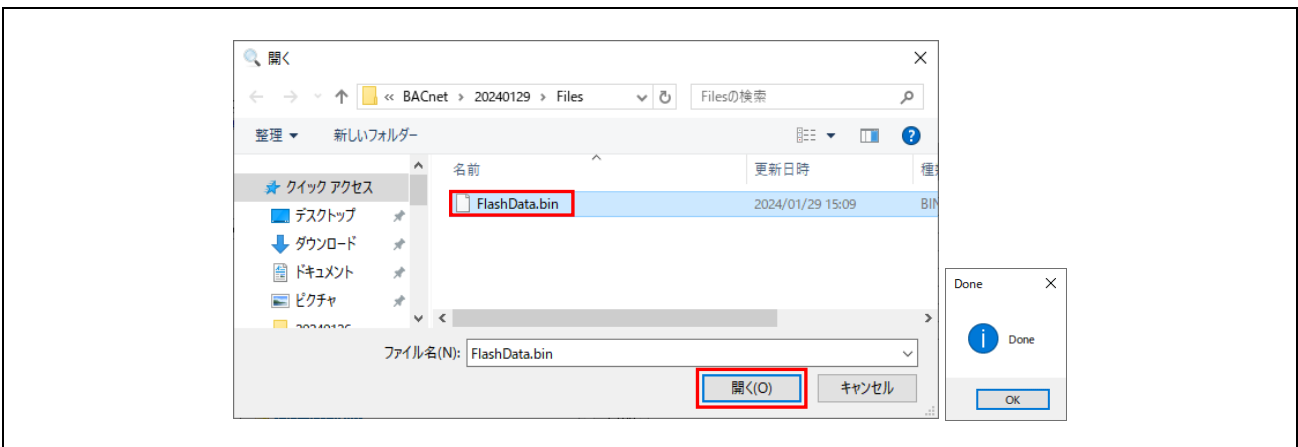 開く
« BACnet › 20240129 › Files
Filesの検索
整理 新しいフォルダー
名前 更新日時
クイック アクセス
FlashData.bin 2024/01/29 15:09 BIN
デスクトップ
ダウンロード
ドキュメント
ピクチャ
ファイル名(N): FlashData.bin
開く(O) キャンセル
Done
Done
OK